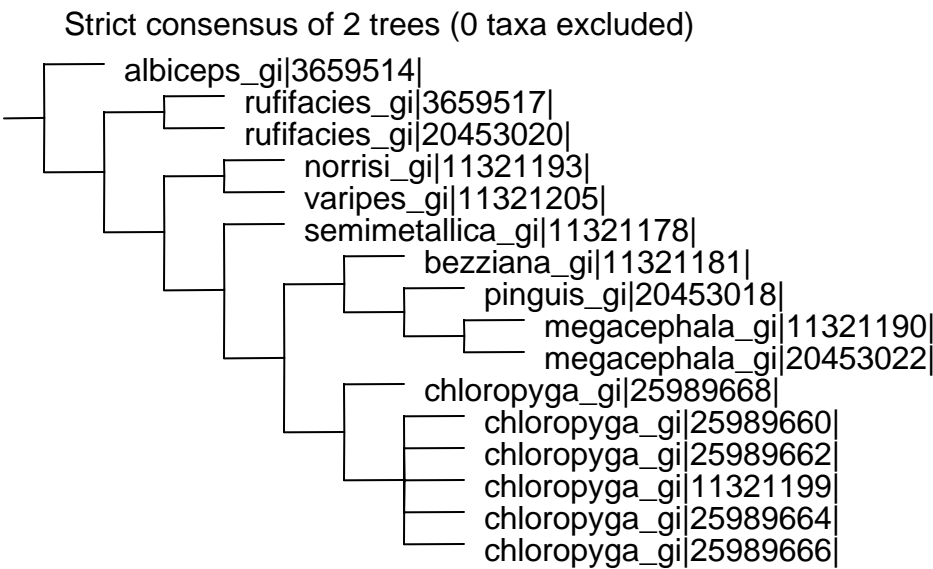 Strict consensus of 2 trees (0 taxa excluded)
albiceps_gi|3659514|
rufifacies_gi|3659517|
rufifacies_gi|20453020|
norrisi_gi|11321193|
varipes_gi|11321205|
semimetallica_gi|11321178|
bezziana_gi|11321181|
pinguis_gi|20453018|
megacephala_gi|11321190|
megacephala_gi|20453022|
chloropyga_gi|25989668|
chloropyga_gi|25989660|
chloropyga_gi|25989662|
chloropyga_gi|11321199|
chloropyga_gi|25989664|
chloropyga_gi|25989666|